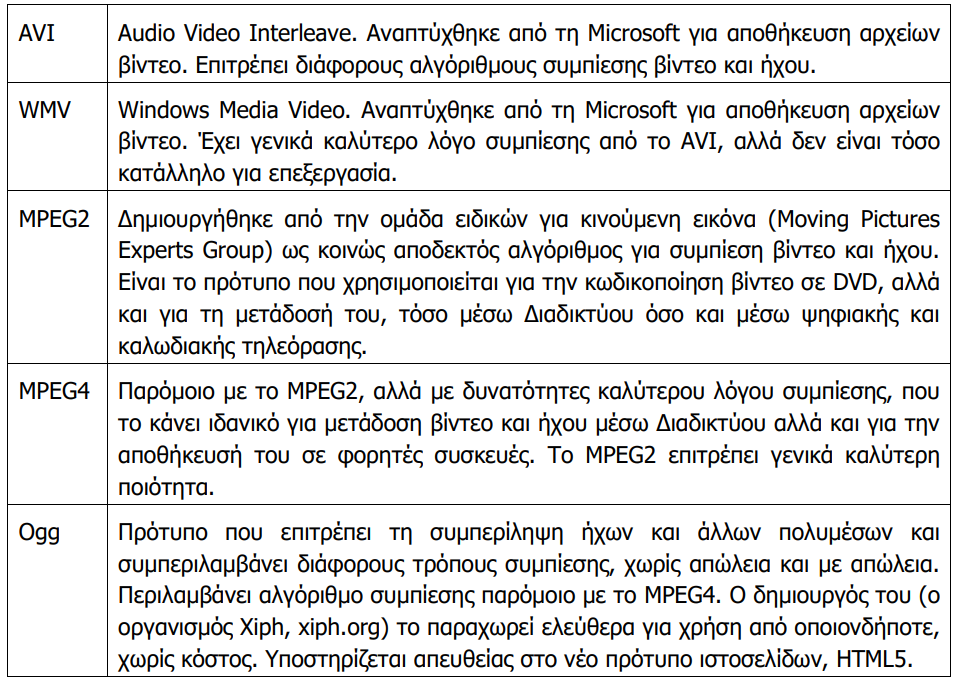 AVI Audio Video Interleave. Αναπτύχθηκε από τη Microsoft για αποθήκευση αρχείων
βίντεο. Επιτρέπει διάφορους αλγόριθμους συμπίεσης βίντεο και ήχου.
WMV Windows Media Video. Αναπτύχθηκε από τη Microsoft για αποθήκευση αρχείων
βίντεο. Έχει γενικά καλύτερο λόγο συμπίεσης από το AVI, αλλά δεν είναι τόσο
κατάλληλο για επεξεργασία.
MPEG2 Δημιουργήθηκε από την ομάδα ειδικών για κινούμενη εικόνα (Moving Pictures
Experts Group) ως κοινώς αποδεκτός αλγόριθμος για συμπίεση βίντεο και ήχου.
Είναι το πρότυπο που χρησιμοποιείται για την κωδικοποίηση βίντεο σε DVD, αλλά
και για τη μετάδοσή του, τόσο μέσω Διαδικτύου όσο και μέσω ψηφιακής και
καλωδιακής τηλεόρασης.
MPEG4 Παρόμοιο με το MPEG2, αλλά με δυνατότητες καλύτερου λόγου συμπίεσης, που
το κάνει ιδανικό για μετάδοση βίντεο και ήχου μέσω Διαδικτύου αλλά και για την
αποθήκευσή του σε φορητές συσκευές. Το MPEG2 επιτρέπει γενικά καλύτερη
ποιότητα.
Ogg Πρότυπο που επιτρέπει τη συμπερίληψη ήχων και άλλων πολυμέσων και
συμπεριλαμβάνει διάφορους τρόπους συμπίεσης, χωρίς απώλεια και με απώλεια.
Περιλαμβάνει αλγόριθμο συμπίεσης παρόμοιο με το MPEG4. Ο δημιουργός του (ο
οργανισμός Xiph, xiph.org) το παραχωρεί ελεύθερα για χρήση από οποιονδήποτε,
χωρίς κόστος. Υποστηρίζεται απευθείας στο νέο πρότυπο ιστοσελίδων, HTML5.